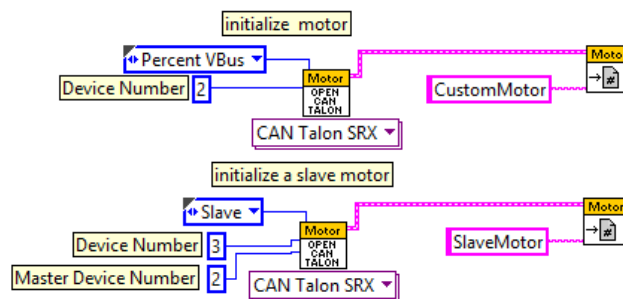 initialize motor
Percent VBus
Device Number 2
Motor
OPEN
CAN
TALON
CAN Talon SRX
CustomMotor
Moto
#
initialize a slave motor
Slave
Device Number 3
Master Device Number 2
Motor
OPEN
CAN
TALON
CAN Talon SRX
SlaveMotor
Motor
#